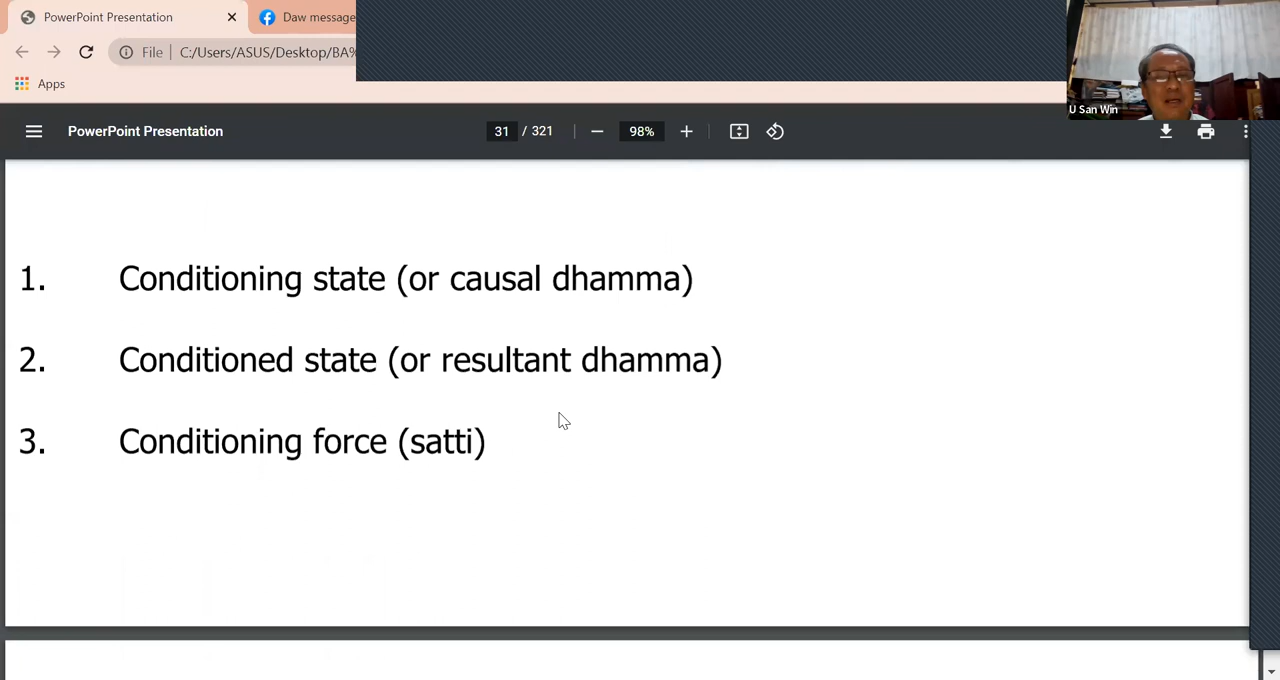 PowerPoint Presentation
Daw message
File
C:/Users/ASUS/Desktop/BA%
Apps
U San Win
PowerPoint Presentation
31 / 321
98%
1. Conditioning state (or causal dhamma)
2. Conditioned state (or resultant dhamma)
3. Conditioning force (satti)